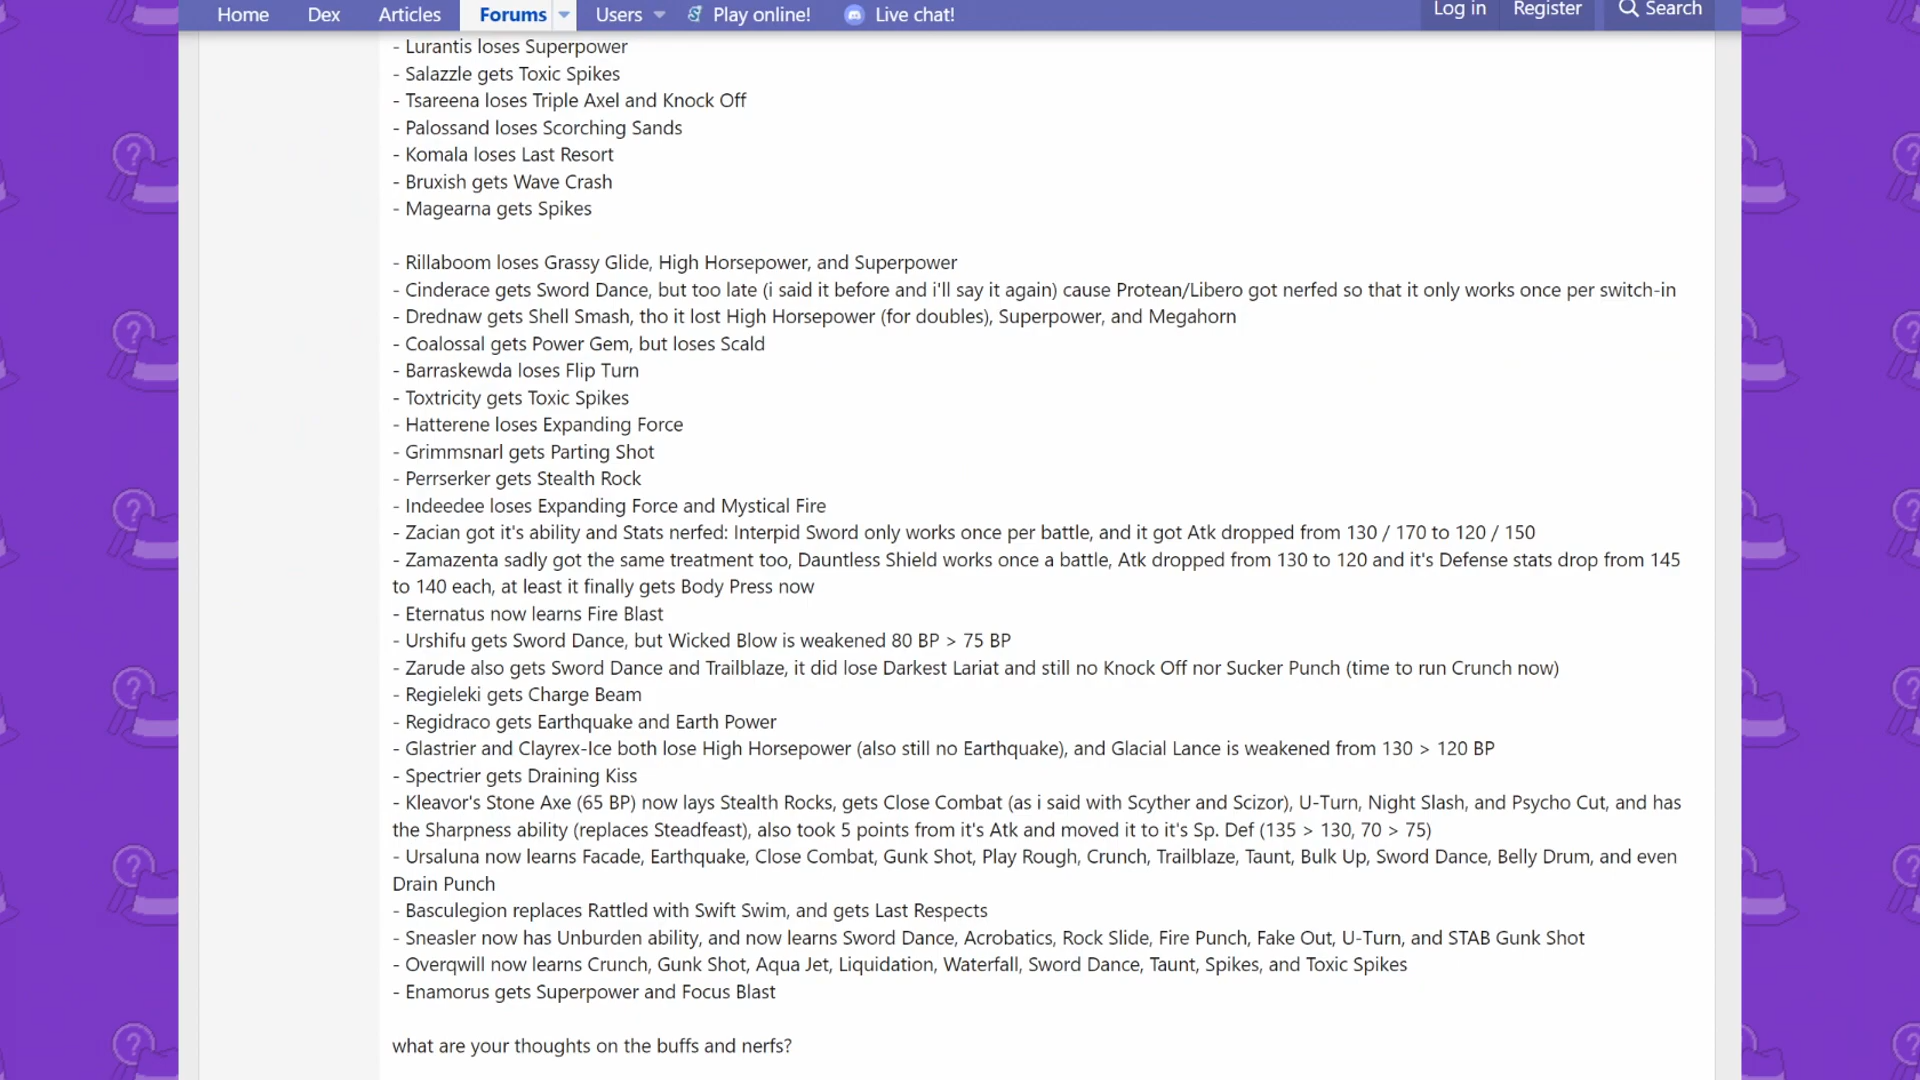 Home Dex Articles Forums Users Play online! Live chat! Log in Register Search
- Lurantis loses Superpower
- Salazzle gets Toxic Spikes
- Tsareena loses Triple Axel and Knock Off
- Palossand loses Scorching Sands
- Komala loses Last Resort
- Bruxish gets Wave Crash
- Magearna gets Spikes
- Rillaboom loses Grassy Glide, High Horsepower, and Superpower
- Cinderace gets Sword Dance, but too late (i said it before and i'll say it again) cause Protean/Libero got nerfed so that it only works once per switch-in
- Drednaw gets Shell Smash, tho it lost High Horsepower (for doubles), Superpower, and Megahorn
- Coalossal gets Power Gem, but loses Scald
- Barraskewda loses Flip Turn
- Toxtricity gets Toxic Spikes
- Hatterene loses Expanding Force
- Grimmsnarl gets Parting Shot
- Perrserker gets Stealth Rock
- Indeedee loses Expanding Force and Mystical Fire
- Zacian got it's ability and Stats nerfed: Interpid Sword only works once per battle, and it got Atk dropped from 130 / 170 to 120 / 150
- Zamazenta sadly got the same treatment too, Dauntless Shield works once a battle, Atk dropped from 130 to 120 and it's Defense stats drop from 145
to 140 each, at least it finally gets Body Press now
- Eternatus now learns Fire Blast
- Urshifu gets Sword Dance, but Wicked Blow is weakened 80 BP > 75 BP
- Zarude also gets Sword Dance and Trailblaze, it did lose Darkest Lariat and still no Knock Off nor Sucker Punch (time to run Crunch now)
- Regieleki gets Charge Beam
- Regidraco gets Earthquake and Earth Power
- Glastrier and Clayrex-Ice both lose High Horsepower (also still no Earthquake), and Glacial Lance is weakened from 130 > 120 BP
- Spectrier gets Draining Kiss
- Kleavor's Stone Axe (65 BP) now lays Stealth Rocks, gets Close Combat (as i said with Scyther and Scizor), U-Turn, Night Slash, and Psycho Cut, and has
the Sharpness ability (replaces Steadfeast), also took 5 points from it's Atk and moved it to it's Sp. Def (135 > 130, 70 > 75)
- Ursaluna now learns Facade, Earthquake, Close Combat, Gunk Shot, Play Rough, Crunch, Trailblaze, Taunt, Bulk Up, Sword Dance, Belly Drum, and even
Drain Punch
- Basculegion replaces Rattled with Swift Swim, and gets Last Respects
- Sneasler now has Unburden ability, and now learns Sword Dance, Acrobatics, Rock Slide, Fire Punch, Fake Out, U-Turn, and STAB Gunk Shot
- Overqwill now learns Crunch, Gunk Shot, Aqua Jet, Liquidation, Waterfall, Sword Dance, Taunt, Spikes, and Toxic Spikes
- Enamorus gets Superpower and Focus Blast
what are your thoughts on the buffs and nerfs?